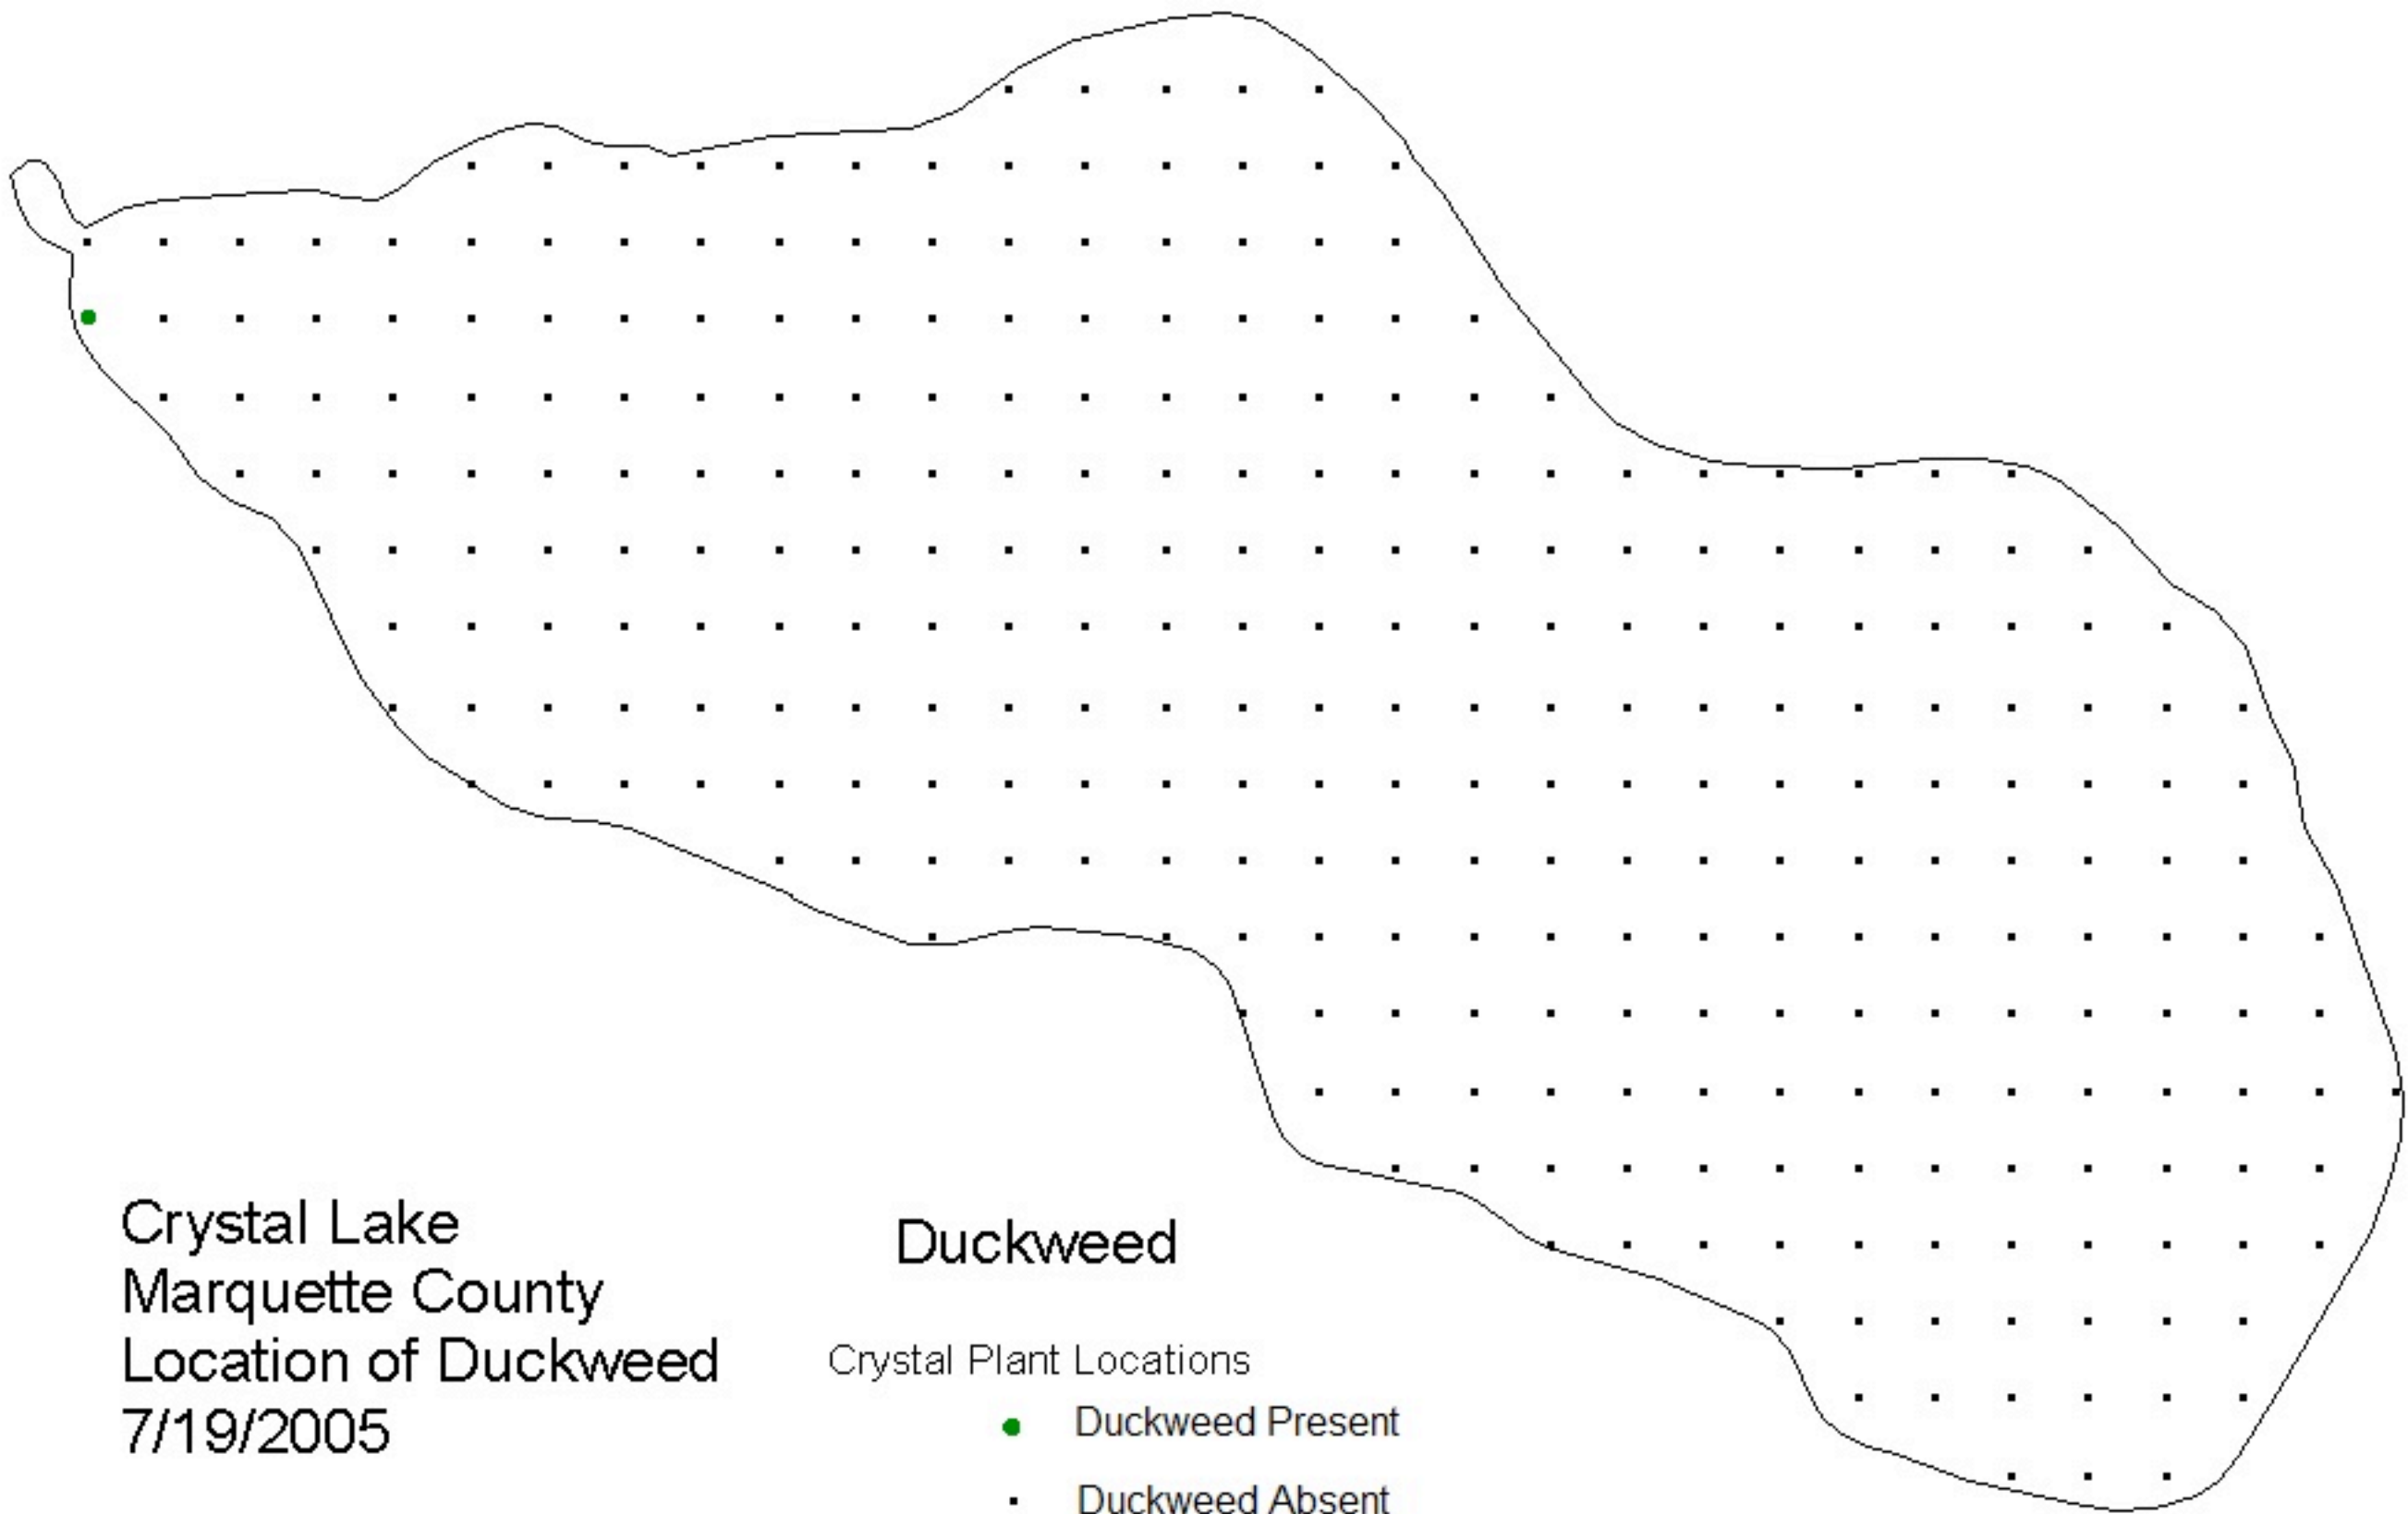 Crystal Lake
Marquette County
Location of Duckweed
7/19/2005
Duckweed
Crystal Plant Locations
Duckweed Present
Duckweed Absent